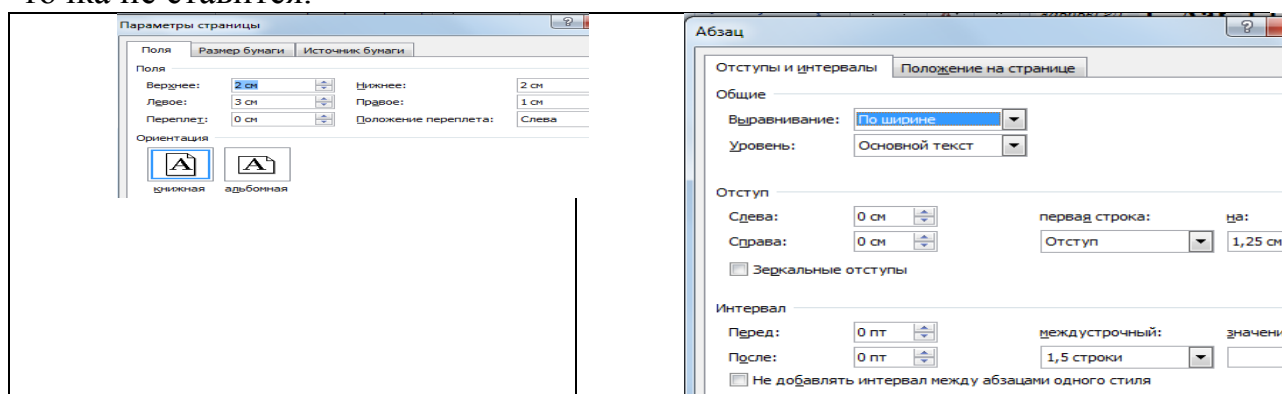 точка не ставится.
Параметры страницы
Поля Размер бумаги Источник бумаги
Поля
Верхнее: 2 см Нижнее: 2 см
Левое: 3 см Правое: 1 см
Переплет: 0 см Положение переплета: Слева
Ориентация
книжная альбомная
Абзац
Отступы и интервалы Положение на странице
Общие
Выравнивание: По ширине
Уровень: Основной текст
Отступ
Слева: 0 см первая строка: на:
Справа: 0 см Отступ 1,25 см
Зеркальные отступы
Интервал
Перед: 0 пт междустрочный: значени
После: 0 пт 1,5 строки
Не добавлять интервал между абзацами одного стиля